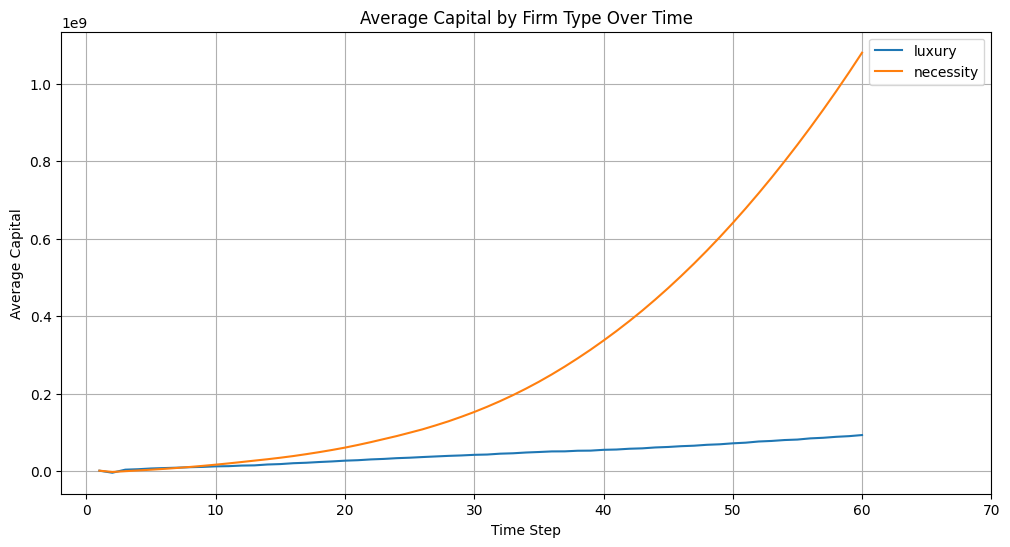 Average Capital by Firm Type Over Time
1e9
luxury
necessity
1.0
0.8
0.6
0.4
0.2
0.0
Average Capital
0 10 20 30 40 50 60 70
Time Step